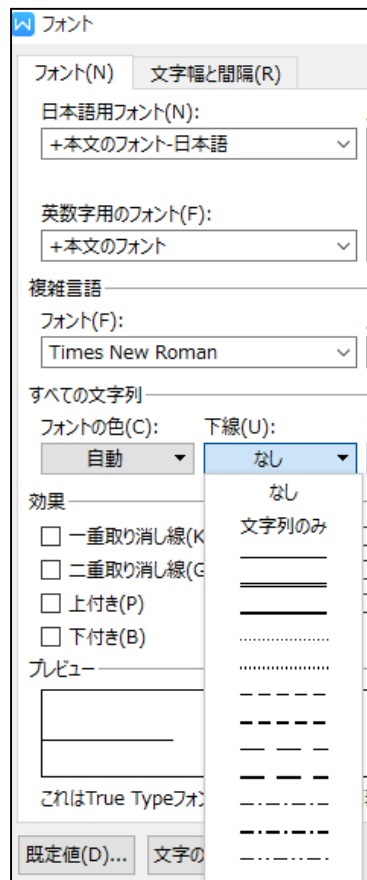 フォント
フォント(N) 文字幅と間隔(R)
日本語用フォント(N):
+本文のフォント-日本語
英数字用のフォント(F):
+本文のフォント
複雑言語
フォント(F):
Times New Roman
すべての文字列
フォントの色(C): 下線(U):
自動 なし
なし
効果
文字列のみ
一重取り消し線(K
二重取り消し線(G
上付き(P)
下付き(B)
プレビュー
これはTrue Typeフォン
既定値(D)... 文字の